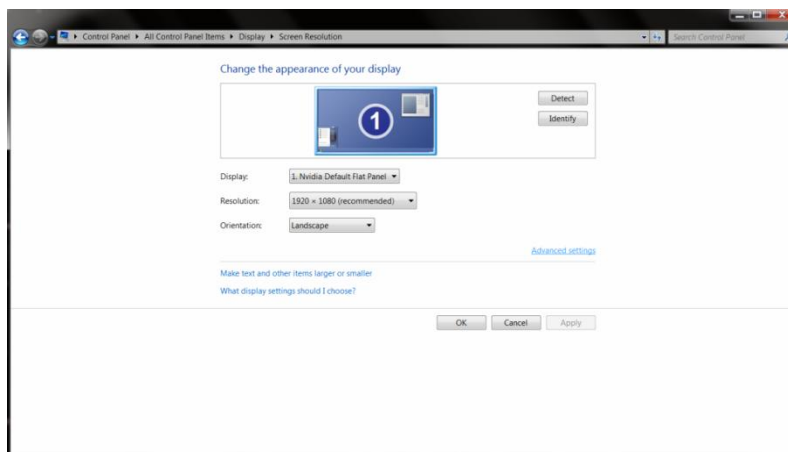 Control Panel ▸ All Control Panel Items ▸ Display ▸ Screen Resolution
Search Control Panel
Change the appearance of your display
1
Detect
Identify
Display: 1. Nvidia Default Flat Panel
Resolution: 1920 × 1080 (recommended)
Orientation: Landscape
Advanced settings
Make text and other items larger or smaller
What display settings should I choose?
OK Cancel Apply